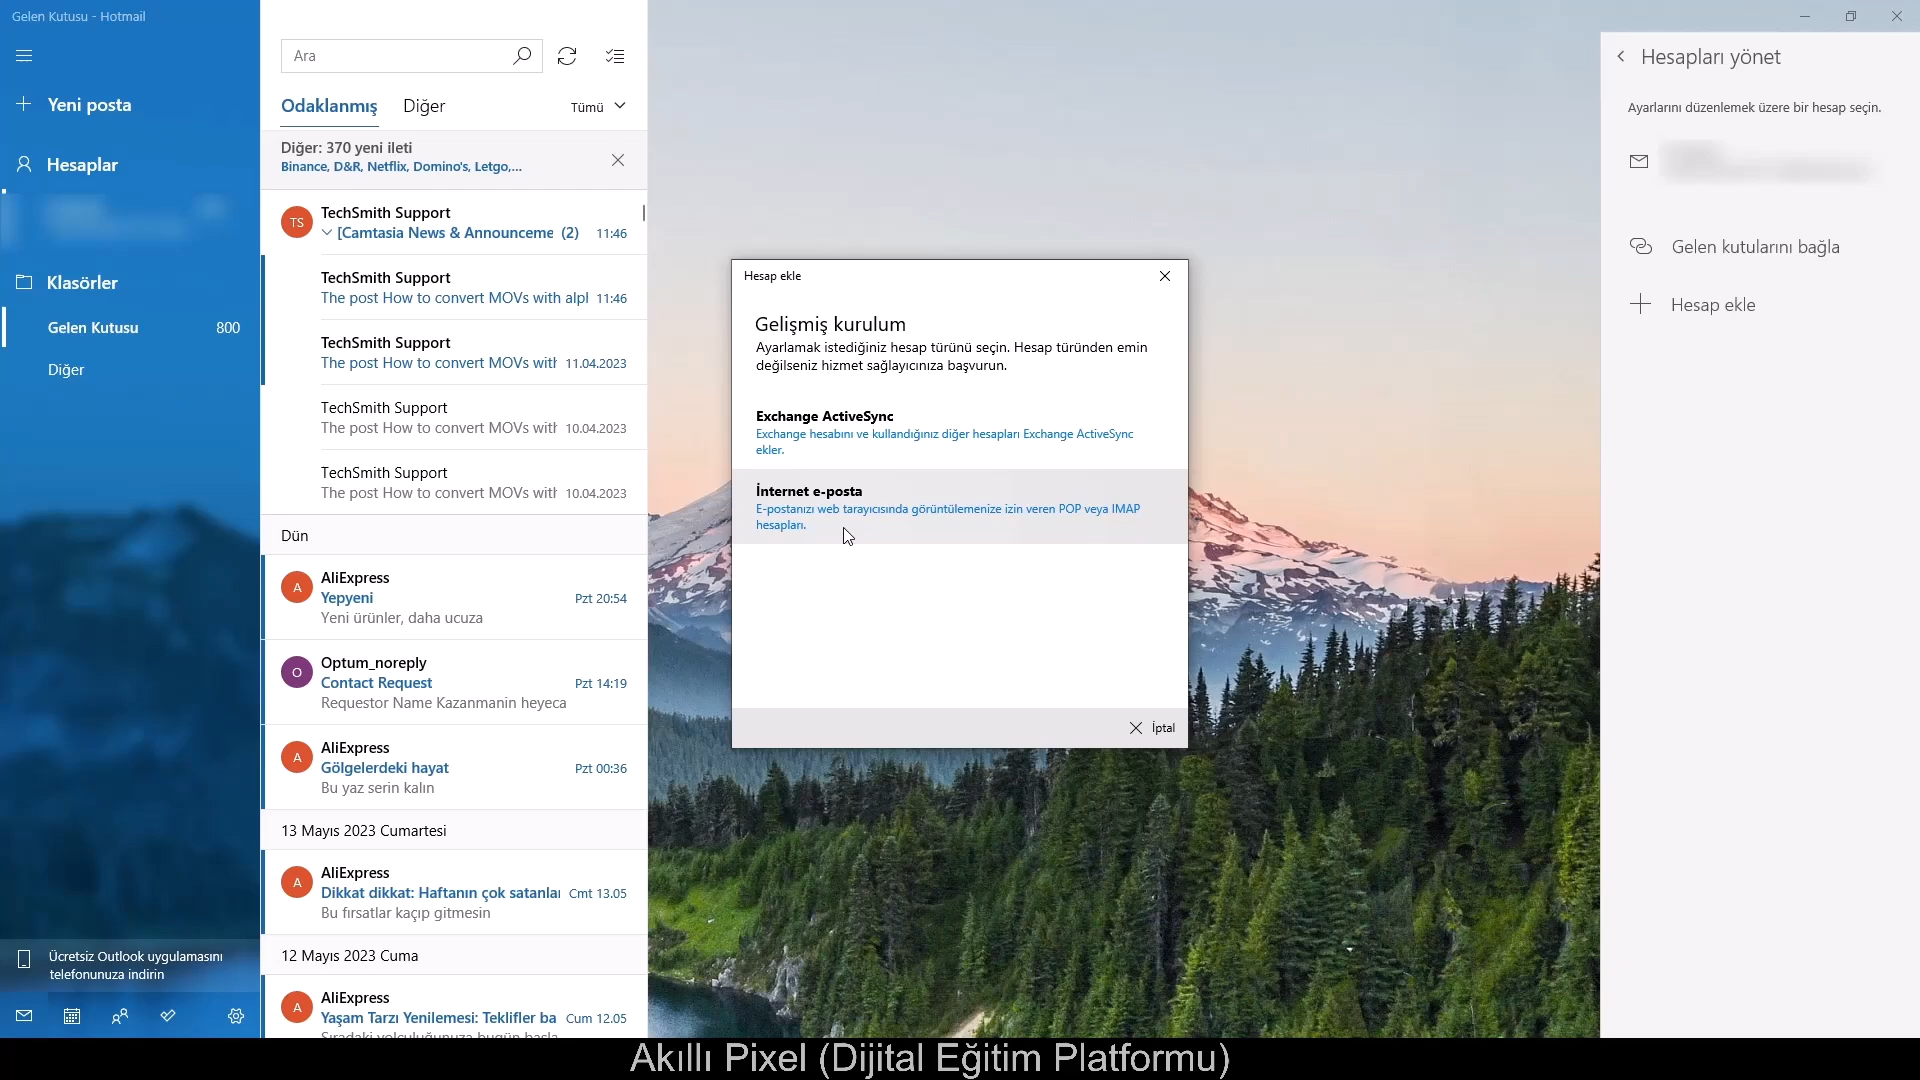 Gelen Kutusu - Hotmail
Yeni posta
Hesaplar
Klasörler
Gelen Kutusu 800
Diğer
Ücretsiz Outlook uygulamasını
telefonunuza indirin
Ara
Odaklanmış Diğer Tümü
Diğer: 370 yeni ileti
Binance, D&R, Netflix, Domino's, Letgo,...
TS
TechSmith Support
[Camtasia News & Announceme (2) 11:46
TechSmith Support
The post How to convert MOVs with alpl 11:46
TechSmith Support
The post How to convert MOVs with 11.04.2023
TechSmith Support
The post How to convert MOVs with 10.04.2023
TechSmith Support
The post How to convert MOVs with 10.04.2023
Dün
A
AliExpress
Yepyeni Pzt 20:54
Yeni ürünler, daha ucuza
O
Optum_noreply
Contact Request Pzt 14:19
Requestor Name Kazanmanin heyeca
A
AliExpress
Gölgelerdeki hayat Pzt 00:36
Bu yaz serin kalın
13 Mayıs 2023 Cumartesi
A
AliExpress
Dikkat dikkat: Haftanın çok satanlaı Cmt 13.05
Bu fırsatlar kaçıp gitmesin
12 Mayıs 2023 Cuma
A
AliExpress
Yaşam Tarzı Yenilemesi: Teklifler ba Cum 12.05
Sıradaki yolculuğunuza bugün başla
Hesap ekle
Gelişmiş kurulum
Ayarlamak istediğiniz hesap türünü seçin. Hesap türünden emin
değilseniz hizmet sağlayıcınıza başvurun.
Exchange ActiveSync
Exchange hesabını ve kullandığınız diğer hesapları Exchange ActiveSync
ekler.
İnternet e-posta
E-postanızı web tarayıcısında görüntülemenize izin veren POP veya IMAP
hesapları.
İptal
Hesapları yönet
Ayarlarını düzenlemek üzere bir hesap seçin.
Gelen kutularını bağla
Hesap ekle
Akıllı Pixel (Dijital Eğitim Platformu)